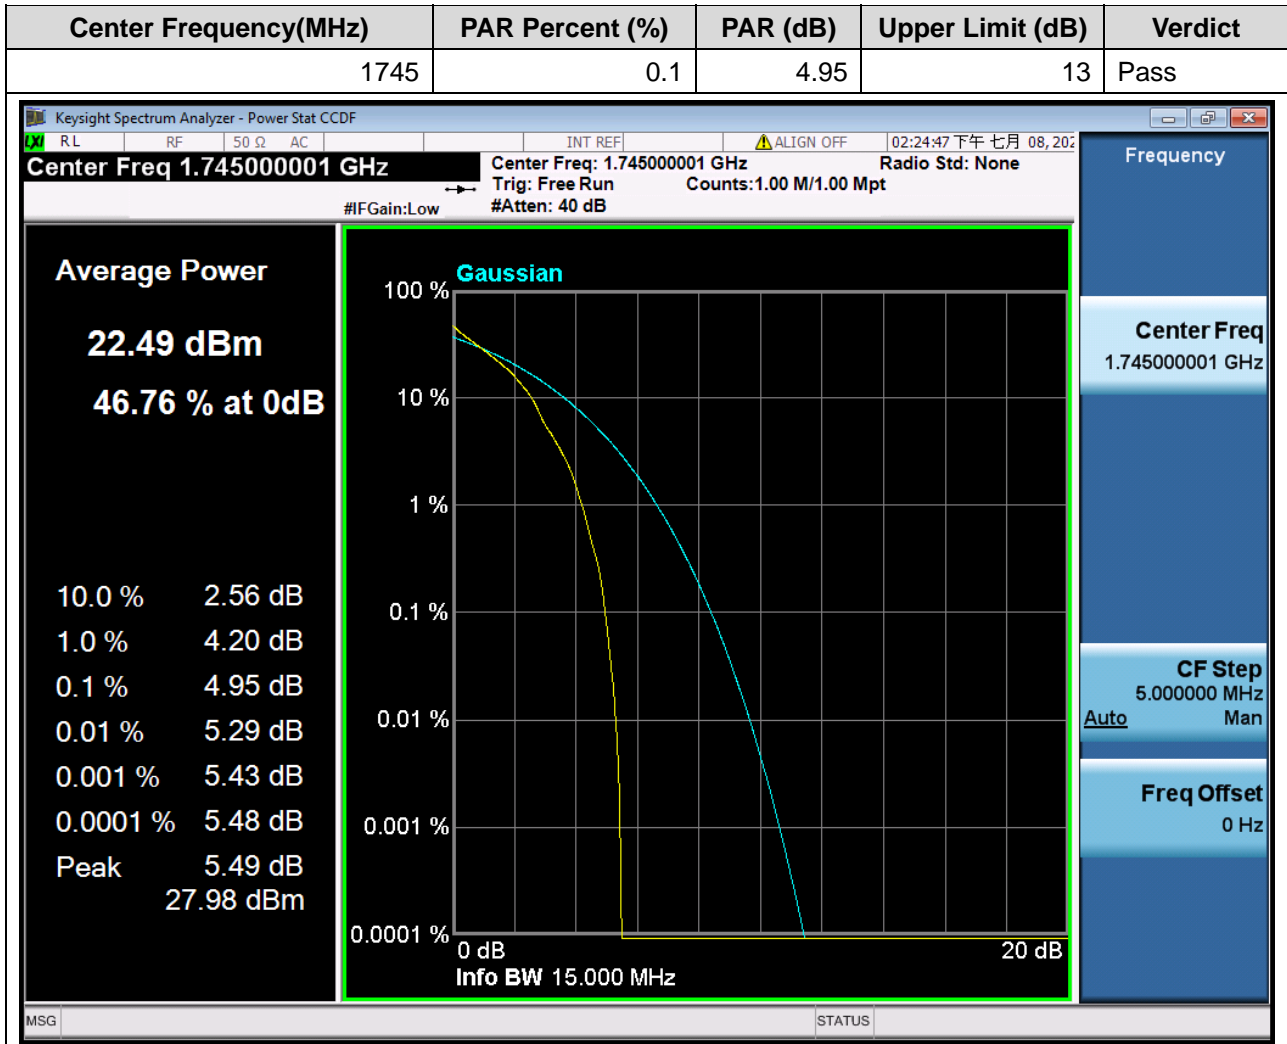 Center Frequency(MHz) PAR Percent (%) PAR (dB) Upper Limit (dB) Verdict
1745 0.1 4.95 13 Pass
Keysight Spectrum Analyzer - Power Stat CCDF
LXI RL RF 50 Ω AC INT REF ALIGN OFF 02:24:47 下午 七月 08, 202
Center Freq 1.745000001 GHz
Center Freq: 1.745000001 GHz Radio Std: None
Trig: Free Run Counts:1.00 M/1.00 Mpt
#IFGain:Low #Atten: 40 dB
Frequency
Average Power
22.49 dBm
46.76 % at 0dB
10.0 % 2.56 dB
1.0 % 4.20 dB
0.1 % 4.95 dB
0.01 % 5.29 dB
0.001 % 5.43 dB
0.0001 % 5.48 dB
Peak 5.49 dB
27.98 dBm
Gaussian
100 %
10 %
1 %
0.1 %
0.01 %
0.001 %
0.0001 %
0 dB 20 dB
Info BW 15.000 MHz
Center Freq
1.745000001 GHz
CF Step
5.000000 MHz
Auto Man
Freq Offset
0 Hz
MSG STATUS